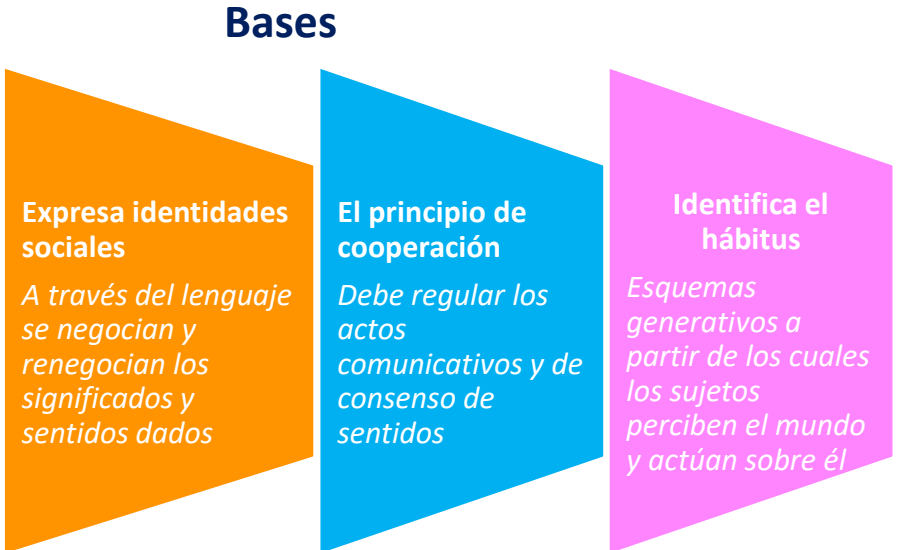 Bases
Expresa identidades
sociales
A través del lenguaje
se negocian y
renegocian los
significados y
sentidos dados
El principio de
cooperación
Debe regular los
actos
comunicativos y de
consenso de
sentidos
Identifica el
hábitus
Esquemas
generativos a
partir de los cuales
los sujetos
perciben el mundo
y actúan sobre él